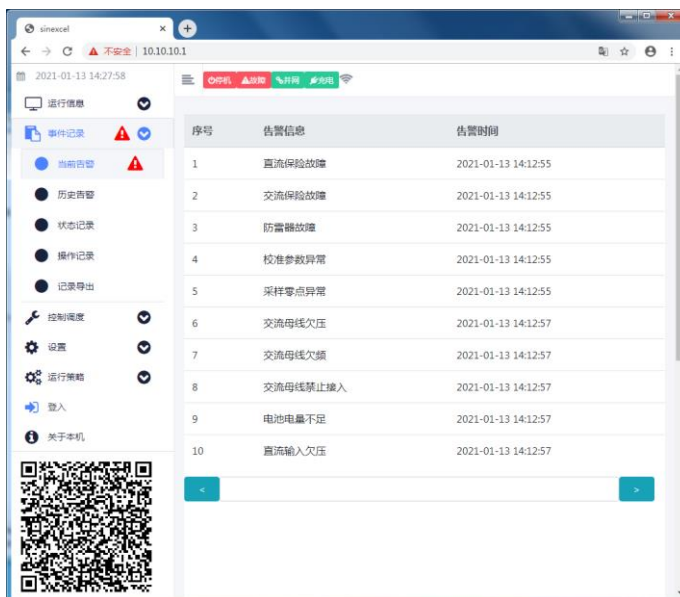 sinexcel
不安全 | 10.10.10.1
2021-01-13 14:27:58
停机 故障 并网 充电
运行信息
事件记录
当前告警
历史告警
状态记录
操作记录
记录导出
控制调度
设置
运行策略
登入
关于本机
序号 告警信息 告警时间
1 直流保险故障 2021-01-13 14:12:55
2 交流保险故障 2021-01-13 14:12:55
3 防雷器故障 2021-01-13 14:12:55
4 校准参数异常 2021-01-13 14:12:55
5 采样零点异常 2021-01-13 14:12:55
6 交流母线欠压 2021-01-13 14:12:57
7 交流母线欠频 2021-01-13 14:12:57
8 交流母线禁止接入 2021-01-13 14:12:57
9 电池电量不足 2021-01-13 14:12:57
10 直流输入欠压 2021-01-13 14:12:57
< >